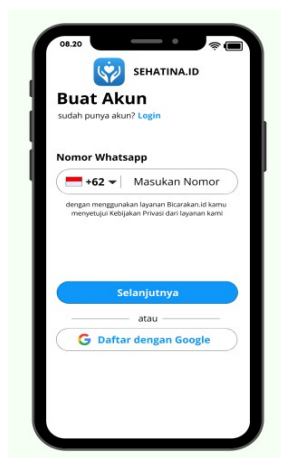 08.20
SEHATINA.ID
Buat Akun
sudah punya akun? Login
Nomor Whatsapp
+62 Masukan Nomor
dengan menggunakan layanan Bicarakan.id kamu
menyetujui Kebijakan Privasi dari layanan kami
Selanjutnya
atau
Daftar dengan Google